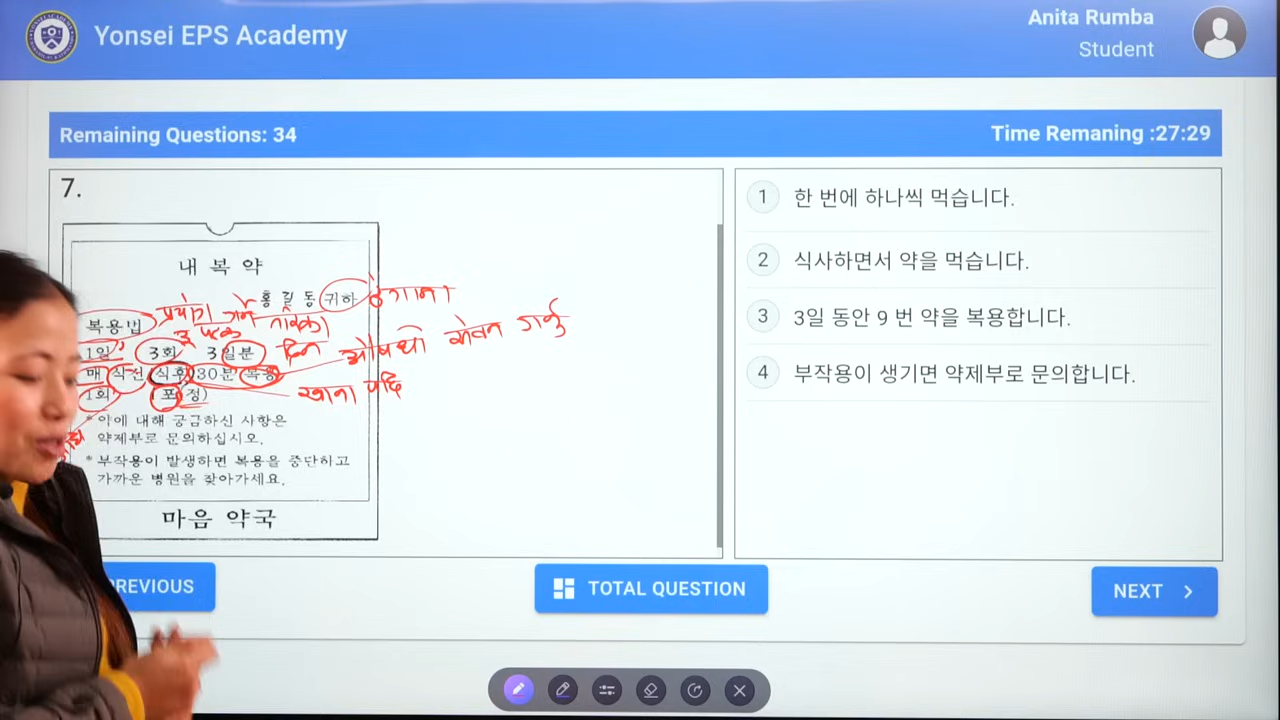 Yonsei EPS Academy
Anita Rumba
Student
Remaining Questions: 34
Time Remaning :27:29
7.
내 복 약
홍 길 동 귀하
복용법
प्रयोग गर्ने तरिका
1일 3회 3일분 दिन
매 식전 식후 30분 복용 औषधी सेवन गर्नु
1회 포 정) खाना पछि
* 약에 대해 궁금하신 사항은
약제부로 문의하십시오.
* 부작용이 발생하면 복용을 중단하고
가까운 병원을 찾아가세요.
마음 약국
1 한 번에 하나씩 먹습니다.
2 식사하면서 약을 먹습니다.
3 3일 동안 9 번 약을 복용합니다.
4 부작용이 생기면 약제부로 문의합니다.
REVIOUS
TOTAL QUESTION
NEXT